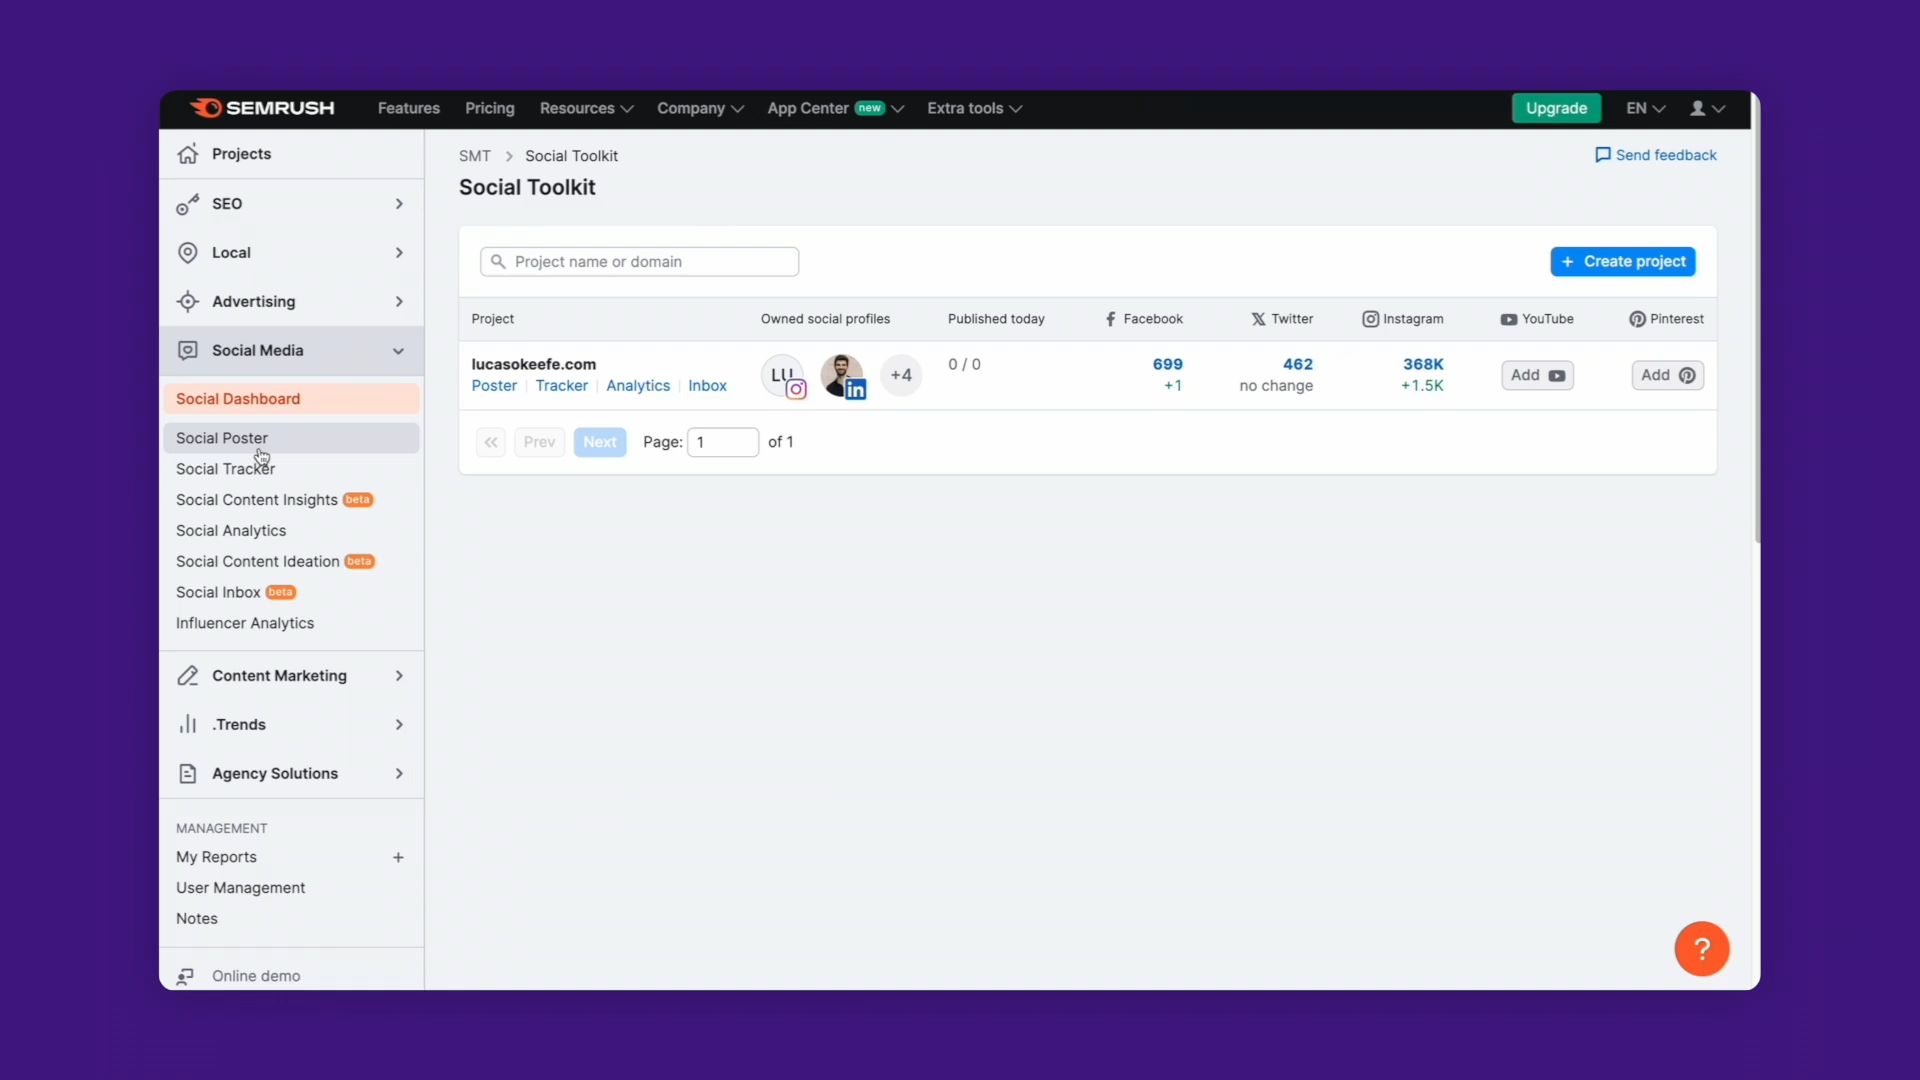 SEMRUSH Features Pricing Resources Company App Center new Extra tools Upgrade EN
Projects
SEO
Local
Advertising
Social Media
Social Dashboard
Social Poster
Social Tracker
Social Content Insights beta
Social Analytics
Social Content Ideation beta
Social Inbox beta
Influencer Analytics
Content Marketing
.Trends
Agency Solutions
MANAGEMENT
My Reports +
User Management
Notes
Online demo
SMT > Social Toolkit
Send feedback
Social Toolkit
Project name or domain
+ Create project
Project Owned social profiles Published today Facebook Twitter Instagram YouTube Pinterest
lucasokeefe.com
Poster Tracker Analytics Inbox
LU in +4
0 / 0
699
+1
462
no change
368K
+1.5K
Add
Add
Prev Next Page: 1 of 1
?